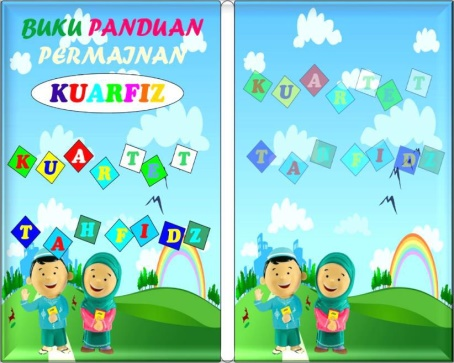 BUKU PANDUAN
PERMAINAN
KUARFIZ
KUARTET
TAHFIDZ
KUARTET
TAHFIDZ